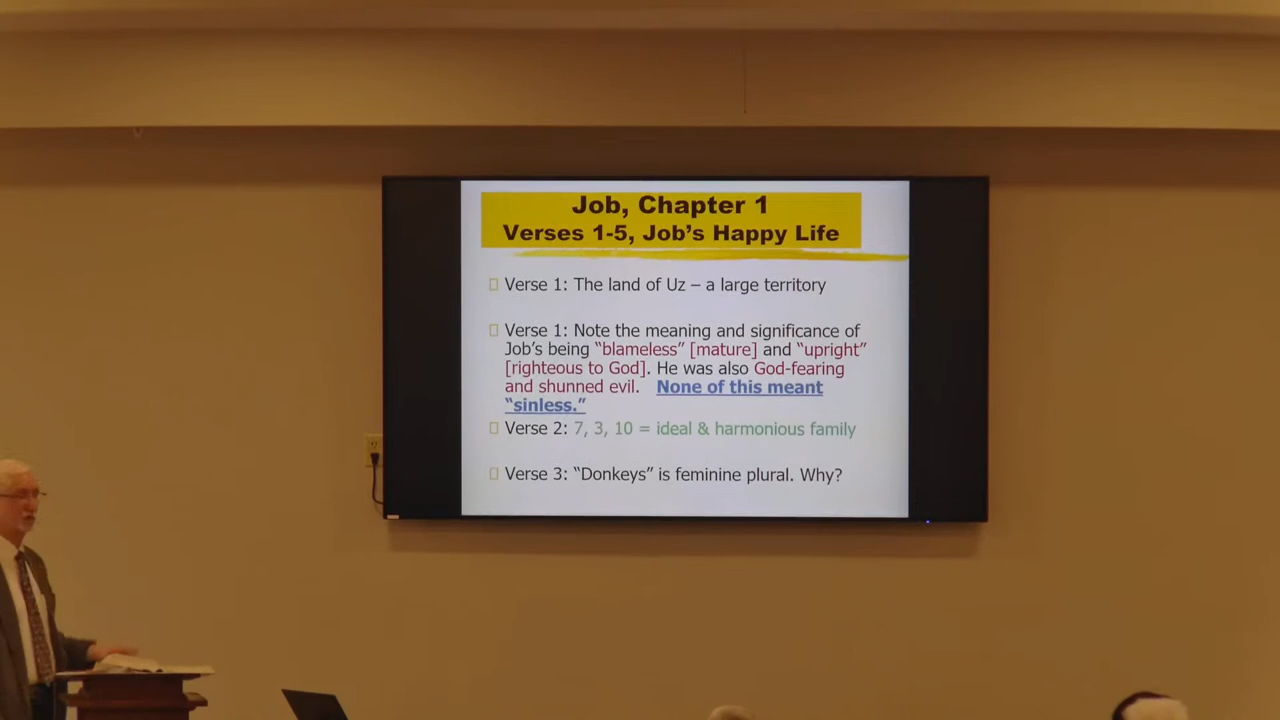 Job, Chapter 1
Verses 1-5, Job’s Happy Life
Verse 1: The land of Uz – a large territory
Verse 1: Note the meaning and significance of
Job’s being “blameless” [mature] and “upright”
[righteous to God]. He was also God-fearing
and shunned evil. None of this meant
“sinless.”
Verse 2: 7, 3, 10 = ideal & harmonious family
Verse 3: “Donkeys” is feminine plural. Why?